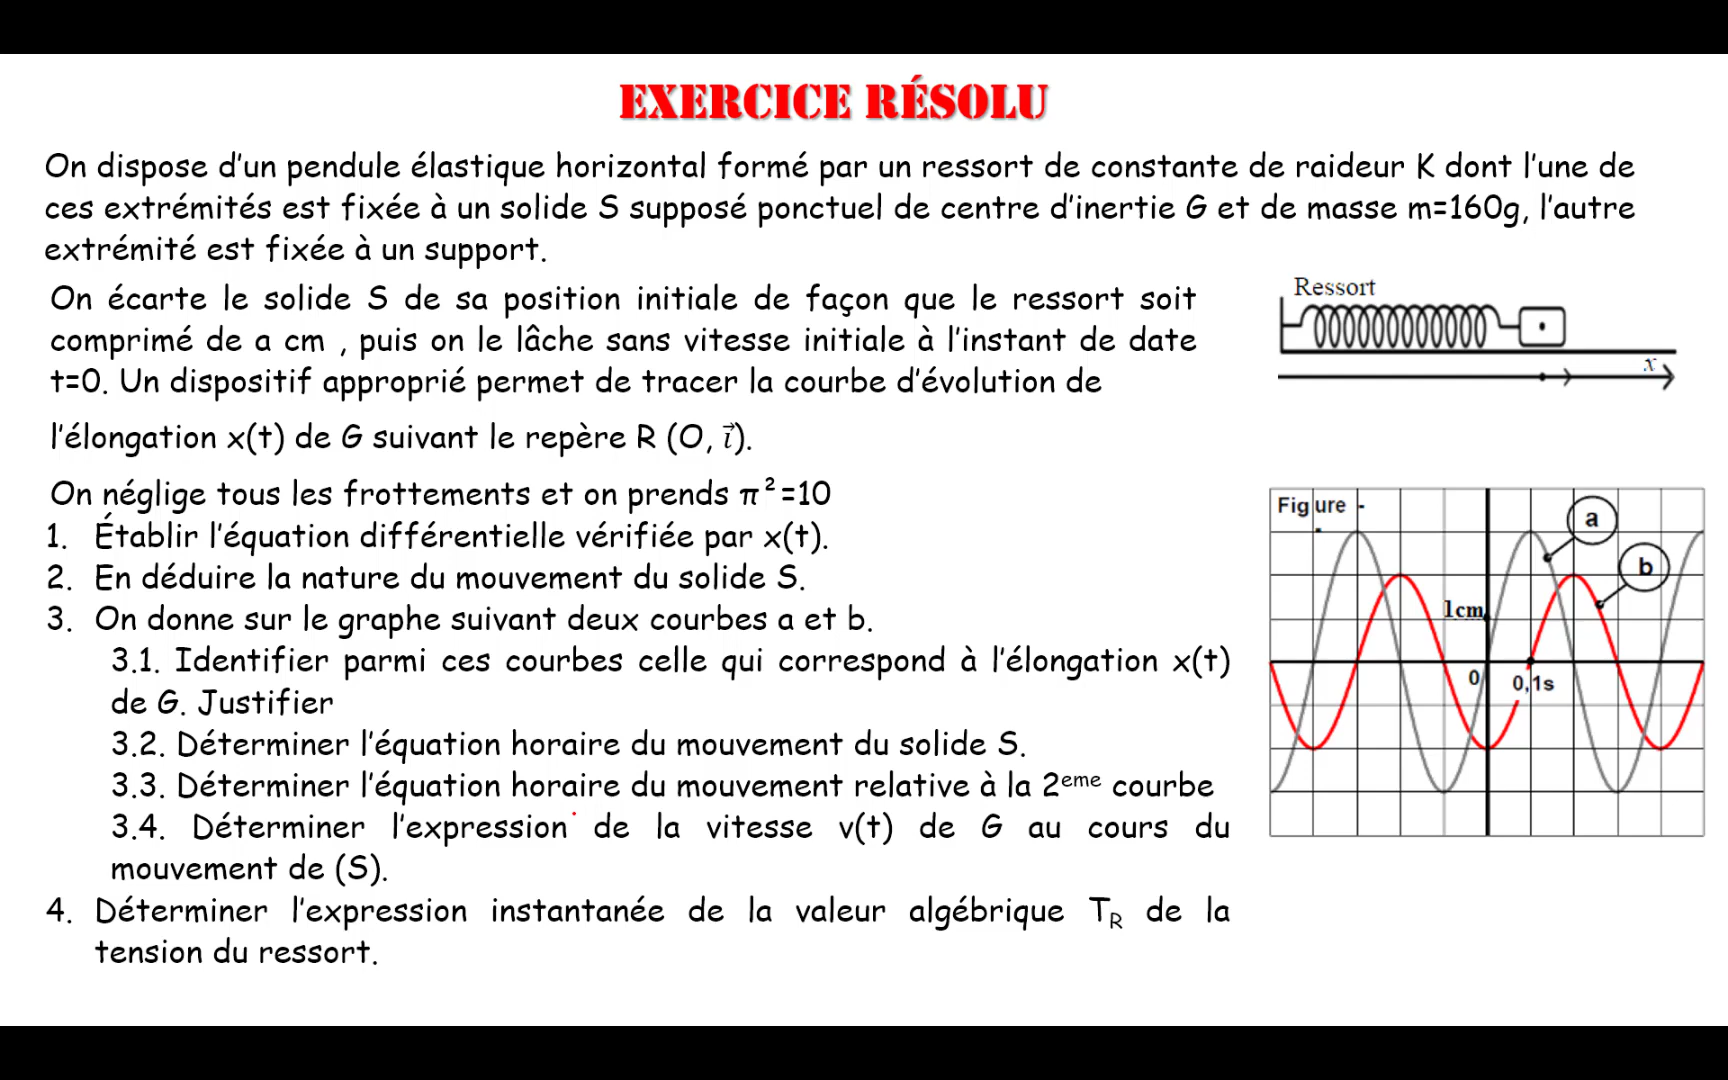 EXERCICE RÉSOLU
On dispose d'un pendule élastique horizontal formé par un ressort de constante de raideur K dont l'une de
ces extrémités est fixée à un solide S supposé ponctuel de centre d'inertie G et de masse m=160g, l'autre
extrémité est fixée à un support.
On écarte le solide S de sa position initiale de façon que le ressort soit
comprimé de a cm , puis on le lâche sans vitesse initiale à l'instant de date
t=0. Un dispositif approprié permet de tracer la courbe d'évolution de
l'élongation x(t) de G suivant le repère R (O, i⃗).
On néglige tous les frottements et on prends π²=10
1. Établir l'équation différentielle vérifiée par x(t).
2. En déduire la nature du mouvement du solide S.
3. On donne sur le graphe suivant deux courbes a et b.
3.1. Identifier parmi ces courbes celle qui correspond à l'élongation x(t)
de G. Justifier
3.2. Déterminer l'équation horaire du mouvement du solide S.
3.3. Déterminer l'équation horaire du mouvement relative à la 2ᵉᵐᵉ courbe
3.4. Déterminer l'expression de la vitesse v(t) de G au cours du
mouvement de (S).
4. Déterminer l'expression instantanée de la valeur algébrique T_R de la
tension du ressort.
Ressort
x
Figure -
a
b
1cm
0
0,1s